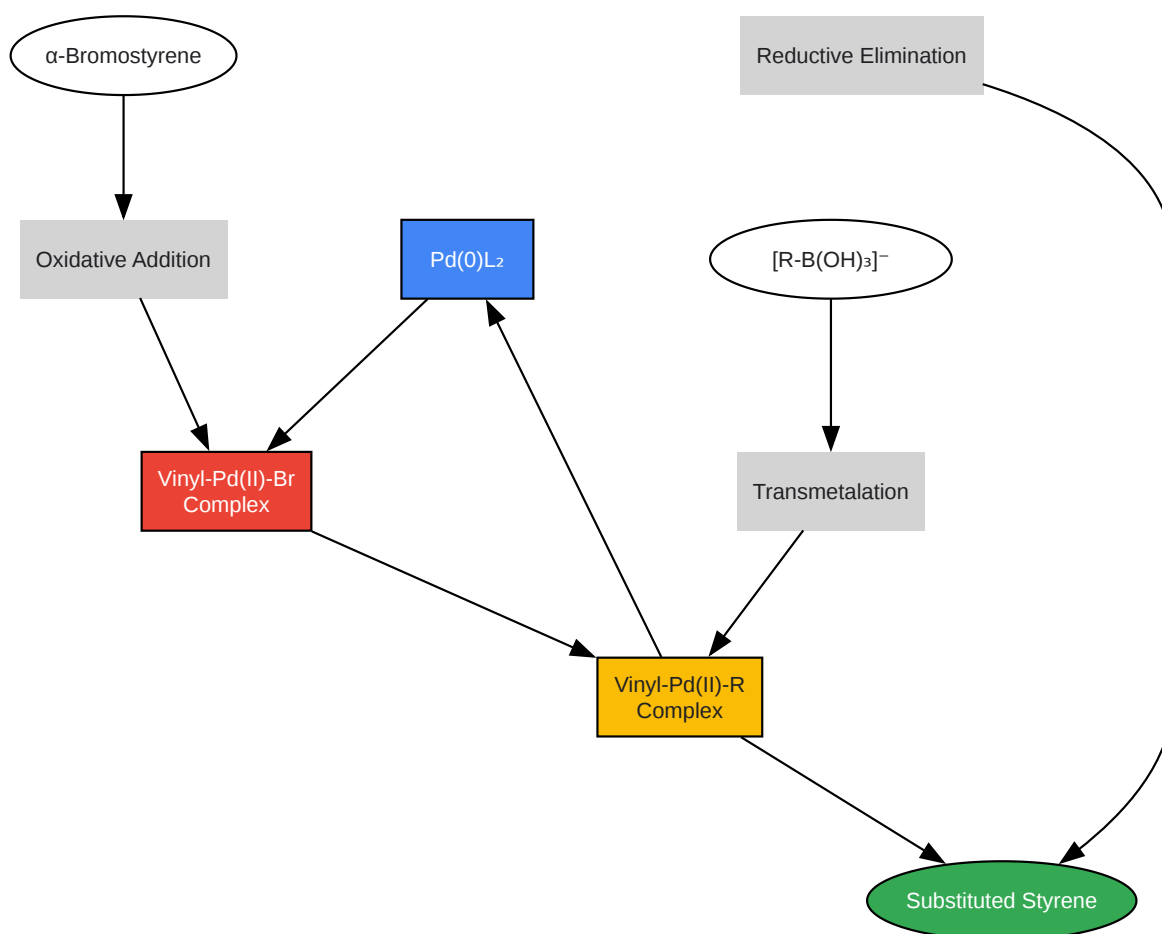 α-Bromostyrene
Reductive Elimination
Oxidative Addition
Pd(0)L₂
[R-B(OH)₃]⁻
Vinyl-Pd(II)-Br
Complex
Transmetalation
Vinyl-Pd(II)-R
Complex
Substituted Styrene